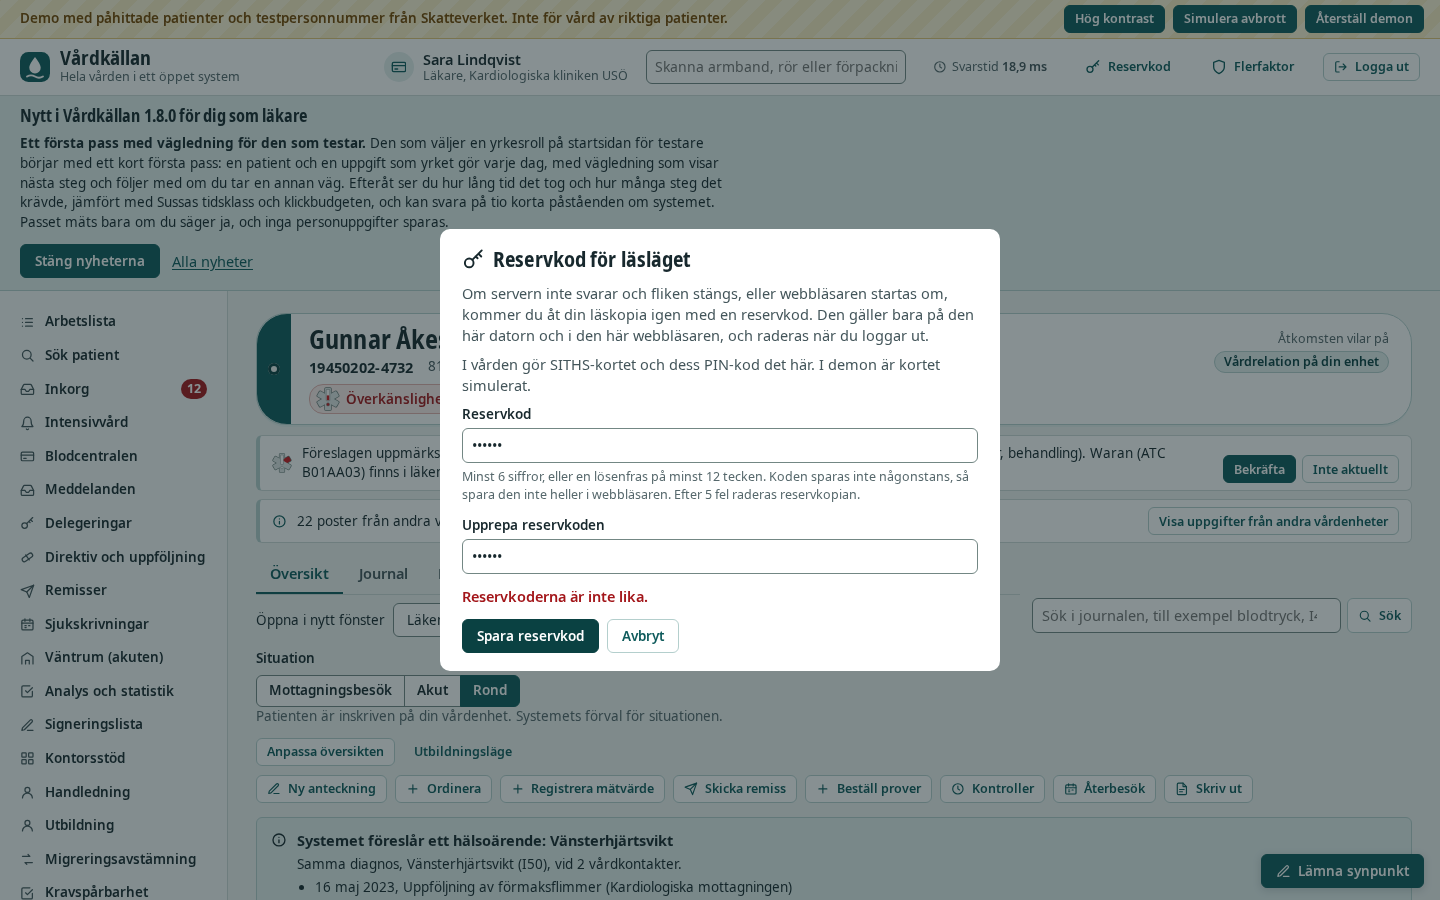 Demo med påhittade patienter och testpersonnummer från Skatteverket. Inte för vård av riktiga patienter.
Hög kontrast
Simulera avbrott
Återställ demon
Vårdkällan
Hela vården i ett öppet system
Sara Lindqvist
Läkare, Kardiologiska kliniken USÖ
Skanna armband, rör eller förpackni
Svarstid 18,9 ms
Reservkod
Flerfaktor
Logga ut
Nytt i Vårdkällan 1.8.0 för dig som läkare
Ett första pass med vägledning för den som testar. Den som väljer en yrkesroll på startsidan för testare
börjar med ett kort första pass: en patient och en uppgift som yrket gör varje dag, med vägledning som visar
nästa steg och följer med om du tar en annan väg. Efteråt ser du hur lång tid det tog och hur många steg det
krävde, jämfört med Sussas tidsklass och klickbudgeten, och kan svara på tio korta påståenden om systemet.
Passet mäts bara om du säger ja, och inga personuppgifter sparas.
Stäng nyheterna
Alla nyheter
Arbetslista
Sök patient
Inkorg
12
Intensivvård
Blodcentralen
Meddelanden
Delegeringar
Direktiv och uppföljning
Remisser
Sjukskrivningar
Väntrum (akuten)
Analys och statistik
Signeringslista
Kontorsstöd
Handledning
Utbildning
Migreringsavstämning
Kravspårbarhet
Gunnar Åkes
19450202-4732
81
Överkänslighe
Åtkomsten vilar på
Vårdrelation på din enhet
Föreslagen uppmärks
, behandling). Waran (ATC
B01AA03) finns i läker
Bekräfta
Inte aktuellt
22 poster från andra v
Visa uppgifter från andra vårdenheter
Översikt
Journal
Öppna i nytt fönster
Läker
Sök i journalen, till exempel blodtryck, I4
Sök
Situation
Mottagningsbesök
Akut
Rond
Patienten är inskriven på din vårdenhet. Systemets förval för situationen.
Anpassa översikten
Utbildningsläge
Ny anteckning
Ordinera
Registrera mätvärde
Skicka remiss
Beställ prover
Kontroller
Återbesök
Skriv ut
Systemet föreslår ett hälsoärende: Vänsterhjärtsvikt
Samma diagnos, Vänsterhjärtsvikt (I50), vid 2 vårdkontakter.
• 16 maj 2023, Uppföljning av förmaksflimmer (Kardiologiska mottagningen)
Lämna synpunkt
Reservkod för läsläget
Om servern inte svarar och fliken stängs, eller webbläsaren startas om,
kommer du åt din läskopia igen med en reservkod. Den gäller bara på den
här datorn och i den här webbläsaren, och raderas när du loggar ut.
I vården gör SITHS-kortet och dess PIN-kod det här. I demon är kortet
simulerat.
Reservkod
••••••
Minst 6 siffror, eller en lösenfras på minst 12 tecken. Koden sparas inte någonstans, så
spara den inte heller i webbläsaren. Efter 5 fel raderas reservkopian.
Upprepa reservkoden
••••••
Reservkoderna är inte lika.
Spara reservkod
Avbryt